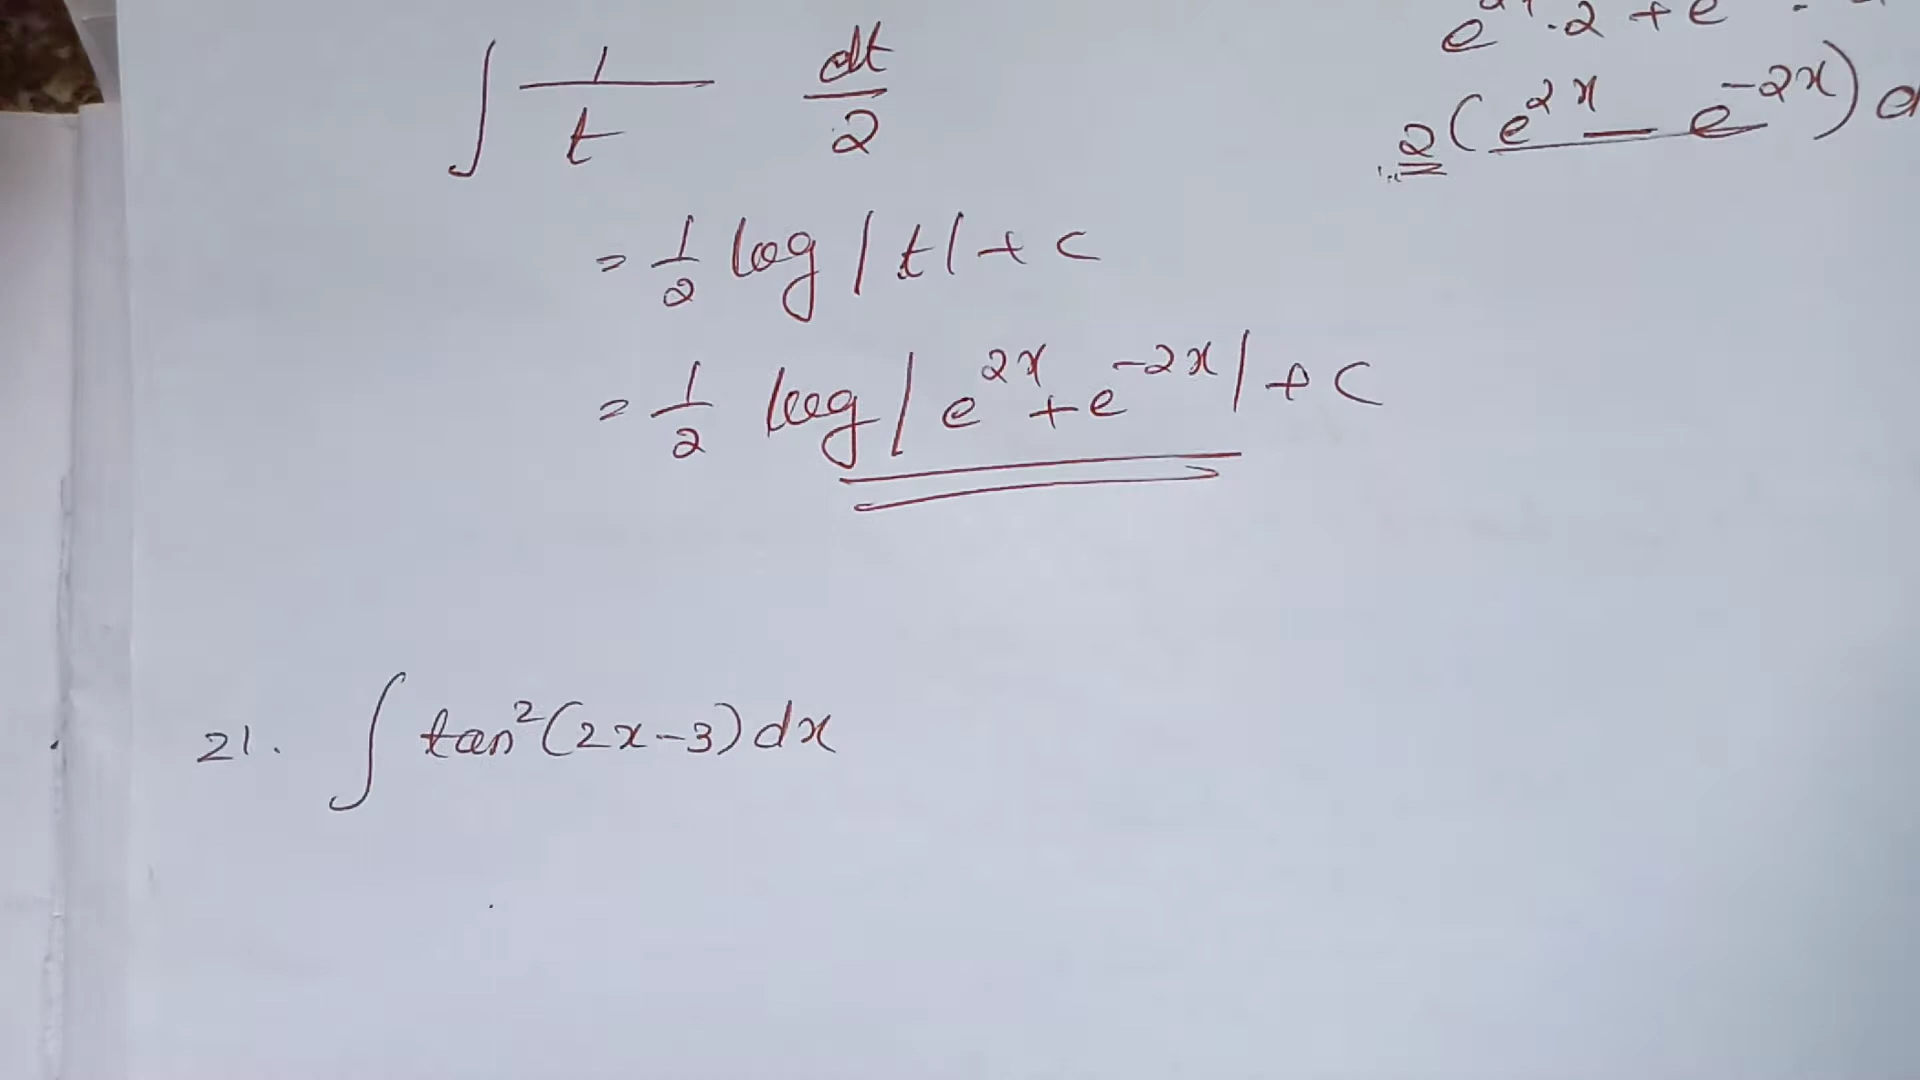 ∫ 1/t dt/2
e · 2 + e
2(e^{2x} − e^{-2x}) d
= 1/2 log |t| + c
= 1/2 log |e^{2x} + e^{-2x}| + c
21. ∫ tan²(2x−3) dx